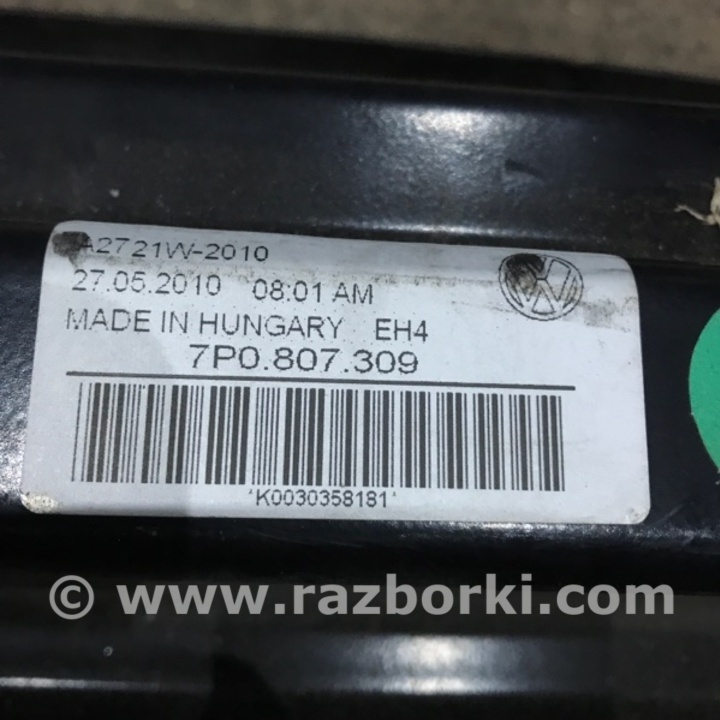 A2721W-2010
27.05.2010 08:01 AM
MADE IN HUNGARY EH4
7P0.807.309
*K0030358181*
© www.razborki.com